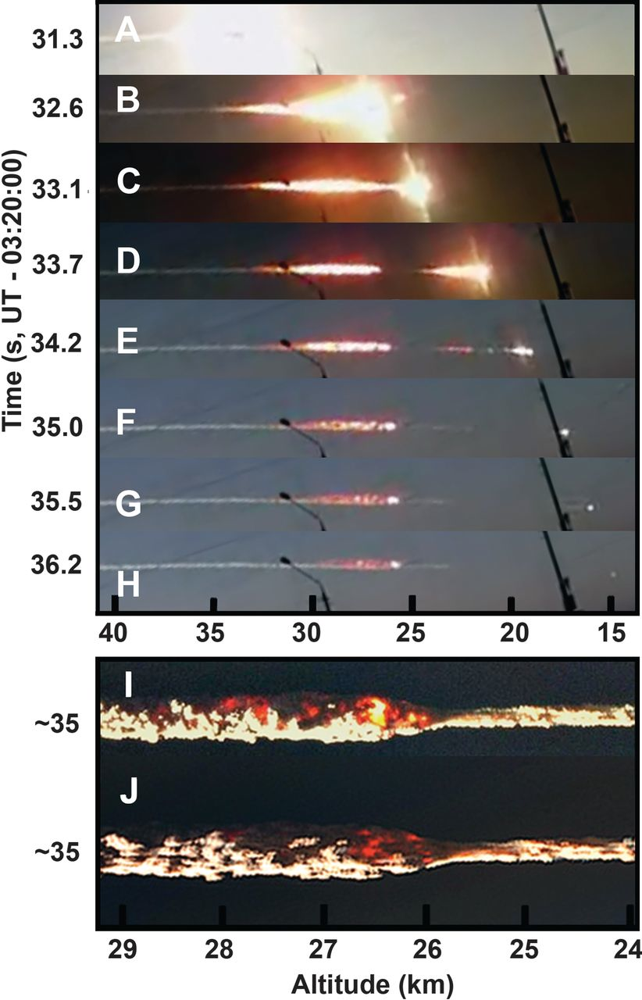 Time (s, UT - 03:20:00)
31.3 A
32.6 B
33.1 C
33.7 D
34.2 E
35.0 F
35.5 G
36.2 H
40 35 30 25 20 15
I
~35
J
~35
29 28 27 26 25 24
Altitude (km)